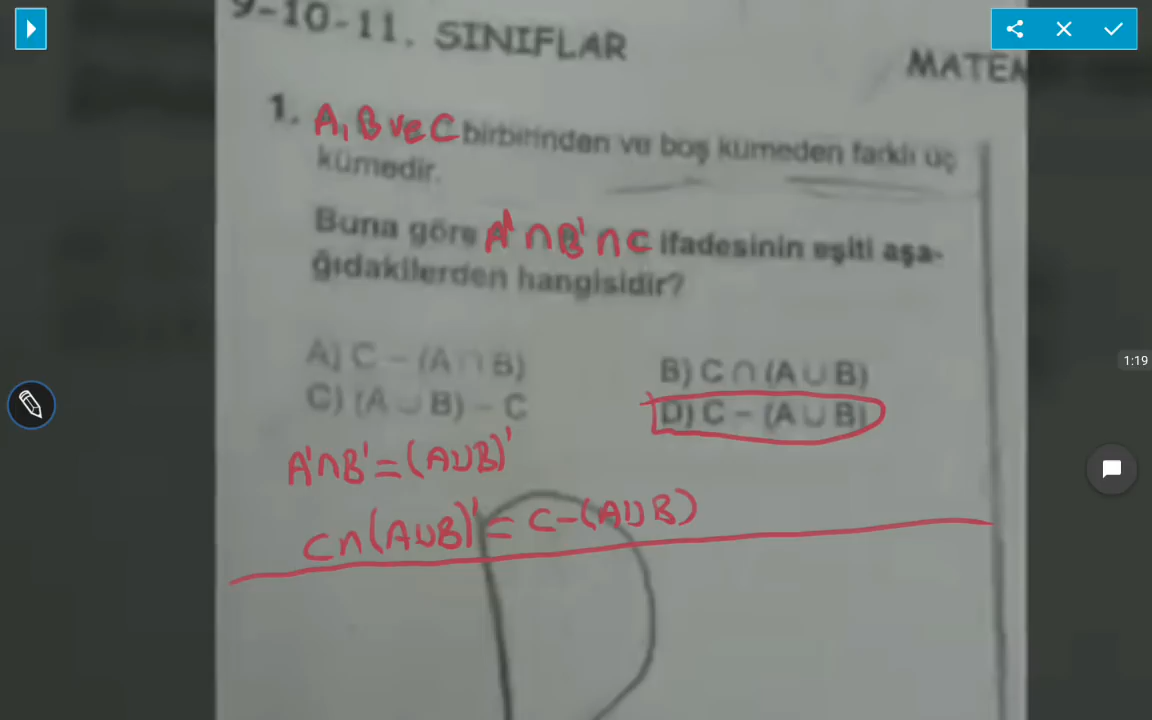 9-10-11. SINIFLAR
MATEM
1. A, B ve C birbirinden ve boş kümeden farklı üç
kümedir.
Buna göre A' ∩ B' ∩ C ifadesinin eşiti aşa-
ğıdakilerden hangisidir?
A) C - (A ∩ B)
B) C ∩ (A ∪ B)
C) (A ∪ B) - C
D) C - (A ∪ B)
A'∩B' = (A∪B)'
C∩(A∪B)' = C-(A∪B)
1:19